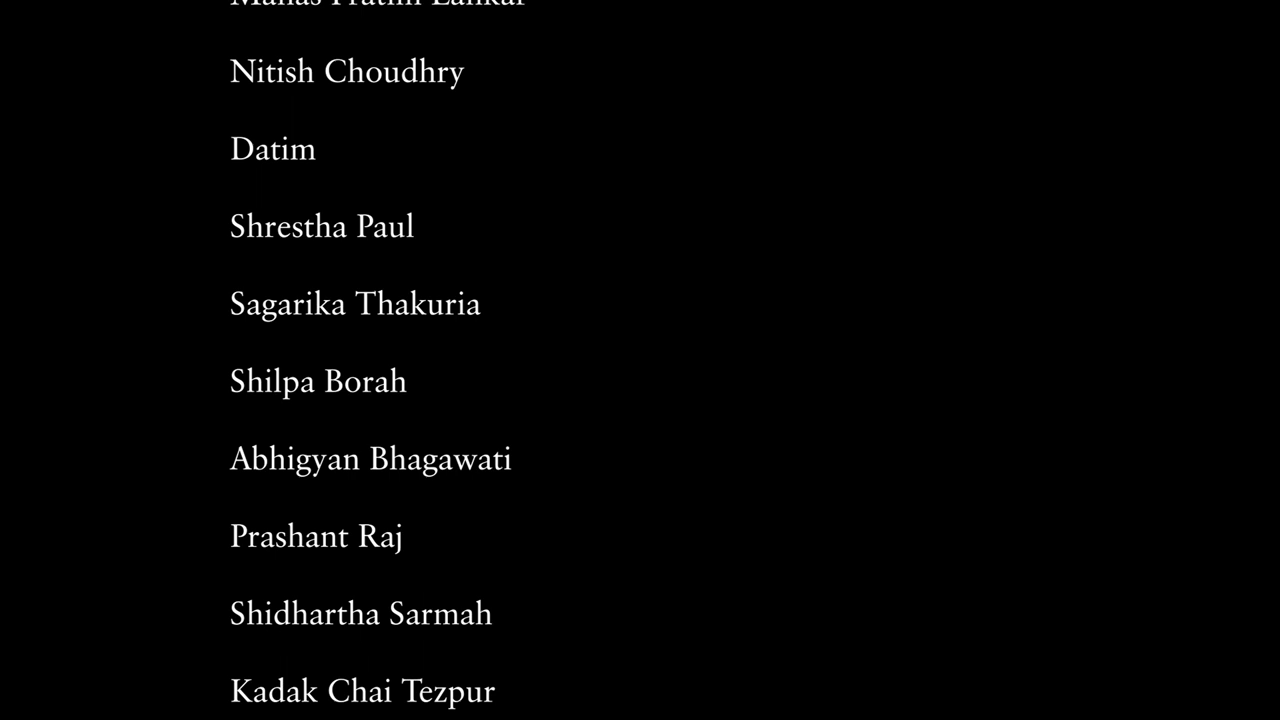 Nitish Choudhry
Datim
Shrestha Paul
Sagarika Thakuria
Shilpa Borah
Abhigyan Bhagawati
Prashant Raj
Shidhartha Sarmah
Kadak Chai Tezpur